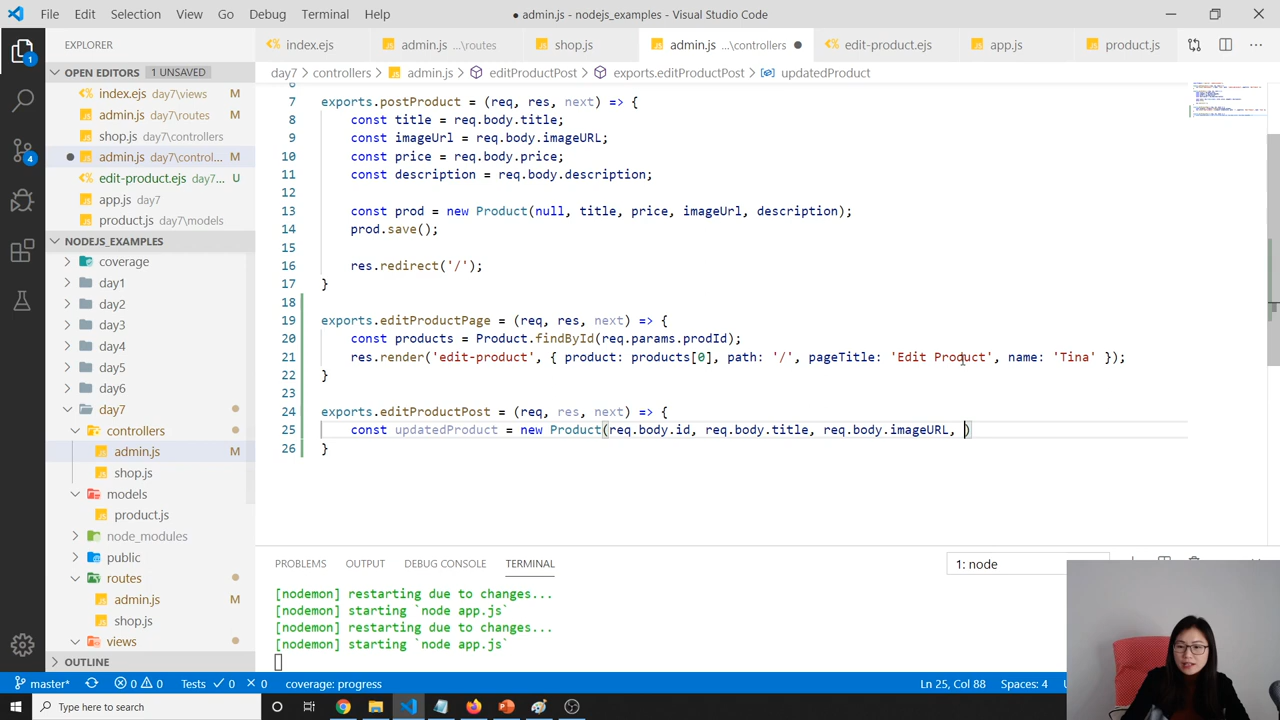 File Edit Selection View Go Debug Terminal Help
● admin.js - nodejs_examples - Visual Studio Code
EXPLORER
index.ejs
admin.js ...\routes
shop.js
admin.js ...\controllers
edit-product.ejs
app.js
product.js
day7 > controllers > admin.js > editProductPost > exports.editProductPost > updatedProduct
OPEN EDITORS 1 UNSAVED
index.ejs day7\views M
admin.js day7\routes M
shop.js day7\controllers
admin.js day7\control... M
edit-product.ejs day7... U
app.js day7
product.js day7\models
NODEJS_EXAMPLES
coverage
day1
day2
day3
day4
day5
day6
day7
controllers
admin.js M
shop.js
models
product.js
node_modules
public
routes
admin.js M
shop.js
views
OUTLINE
6
7 exports.postProduct = (req, res, next) => {
8 const title = req.body.title;
9 const imageUrl = req.body.imageURL;
10 const price = req.body.price;
11 const description = req.body.description;
12
13 const prod = new Product(null, title, price, imageUrl, description);
14 prod.save();
15
16 res.redirect('/');
17 }
18
19 exports.editProductPage = (req, res, next) => {
20 const products = Product.findById(req.params.prodId);
21 res.render('edit-product', { product: products[0], path: '/', pageTitle: 'Edit Product', name: 'Tina' });
22 }
23
24 exports.editProductPost = (req, res, next) => {
25 const updatedProduct = new Product(req.body.id, req.body.title, req.body.imageURL, )
26 }
PROBLEMS OUTPUT DEBUG CONSOLE TERMINAL
1: node
[nodemon] restarting due to changes...
[nodemon] starting `node app.js`
[nodemon] restarting due to changes...
[nodemon] starting `node app.js`
1
4
master* 0 0 Tests 0 0 coverage: progress
Ln 25, Col 88 Spaces: 4
Type here to search